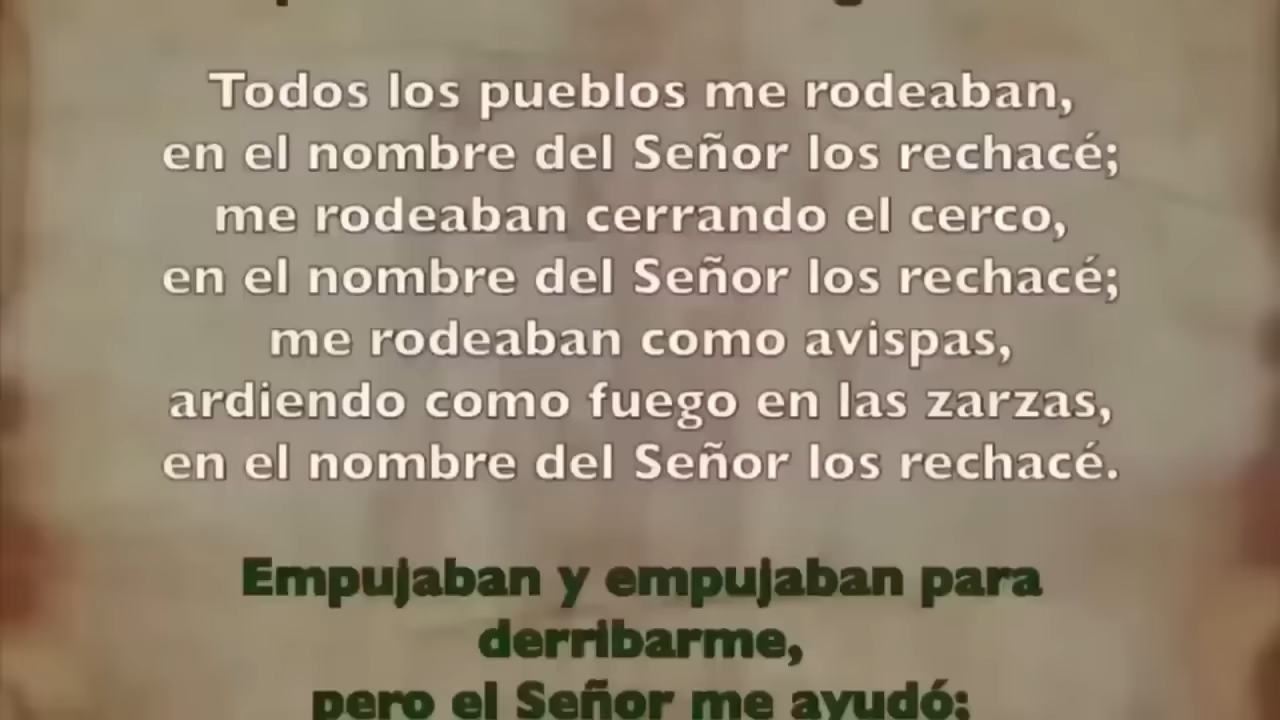 Todos los pueblos me rodeaban,
en el nombre del Señor los rechacé;
me rodeaban cerrando el cerco,
en el nombre del Señor los rechacé;
me rodeaban como avispas,
ardiendo como fuego en las zarzas,
en el nombre del Señor los rechacé.
Empujaban y empujaban para
derribarme,
pero el Señor me ayudó;